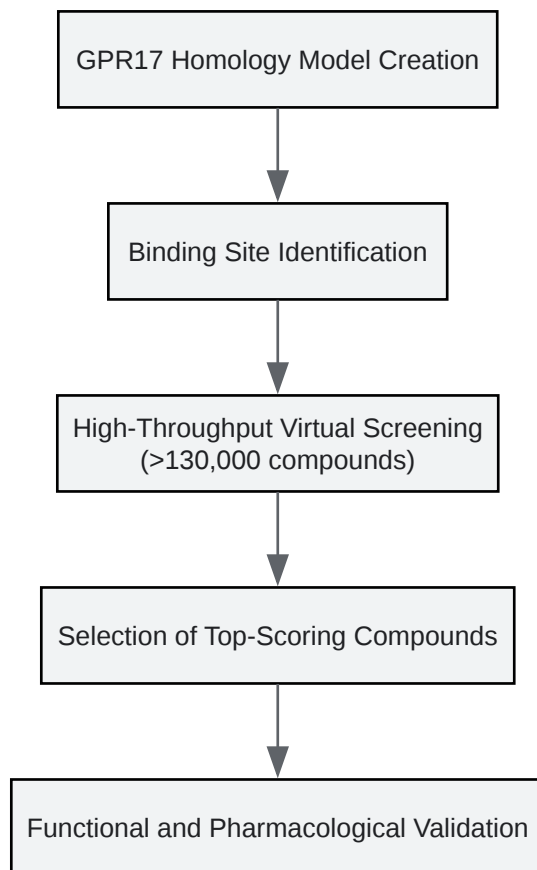 GPR17 Homology Model Creation
Binding Site Identification
High-Throughput Virtual Screening
(>130,000 compounds)
Selection of Top-Scoring Compounds
Functional and Pharmacological Validation